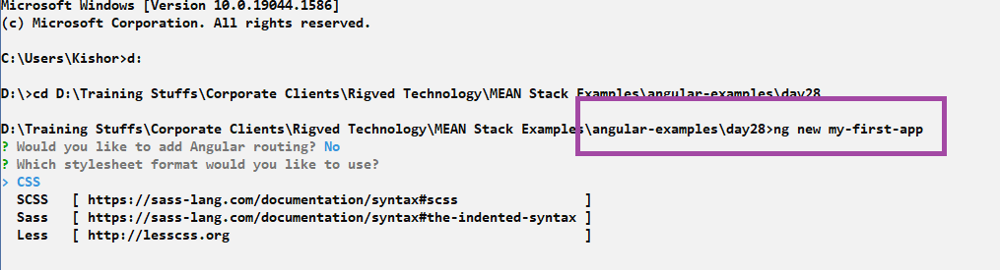 Microsoft Windows [Version 10.0.19044.1586]
(c) Microsoft Corporation. All rights reserved.
C:\Users\Kishor>d:
D:\>cd D:\Training Stuffs\Corporate Clients\Rigved Technology\MEAN Stack Examples\angular-examples\day28
D:\Training Stuffs\Corporate Clients\Rigved Technology\MEAN Stack Examples\angular-examples\day28>ng new my-first-app
? Would you like to add Angular routing? No
? Which stylesheet format would you like to use?
> CSS
SCSS   [ https://sass-lang.com/documentation/syntax#scss                ]
Sass   [ https://sass-lang.com/documentation/syntax#the-indented-syntax ]
Less   [ http://lesscss.org                                             ]